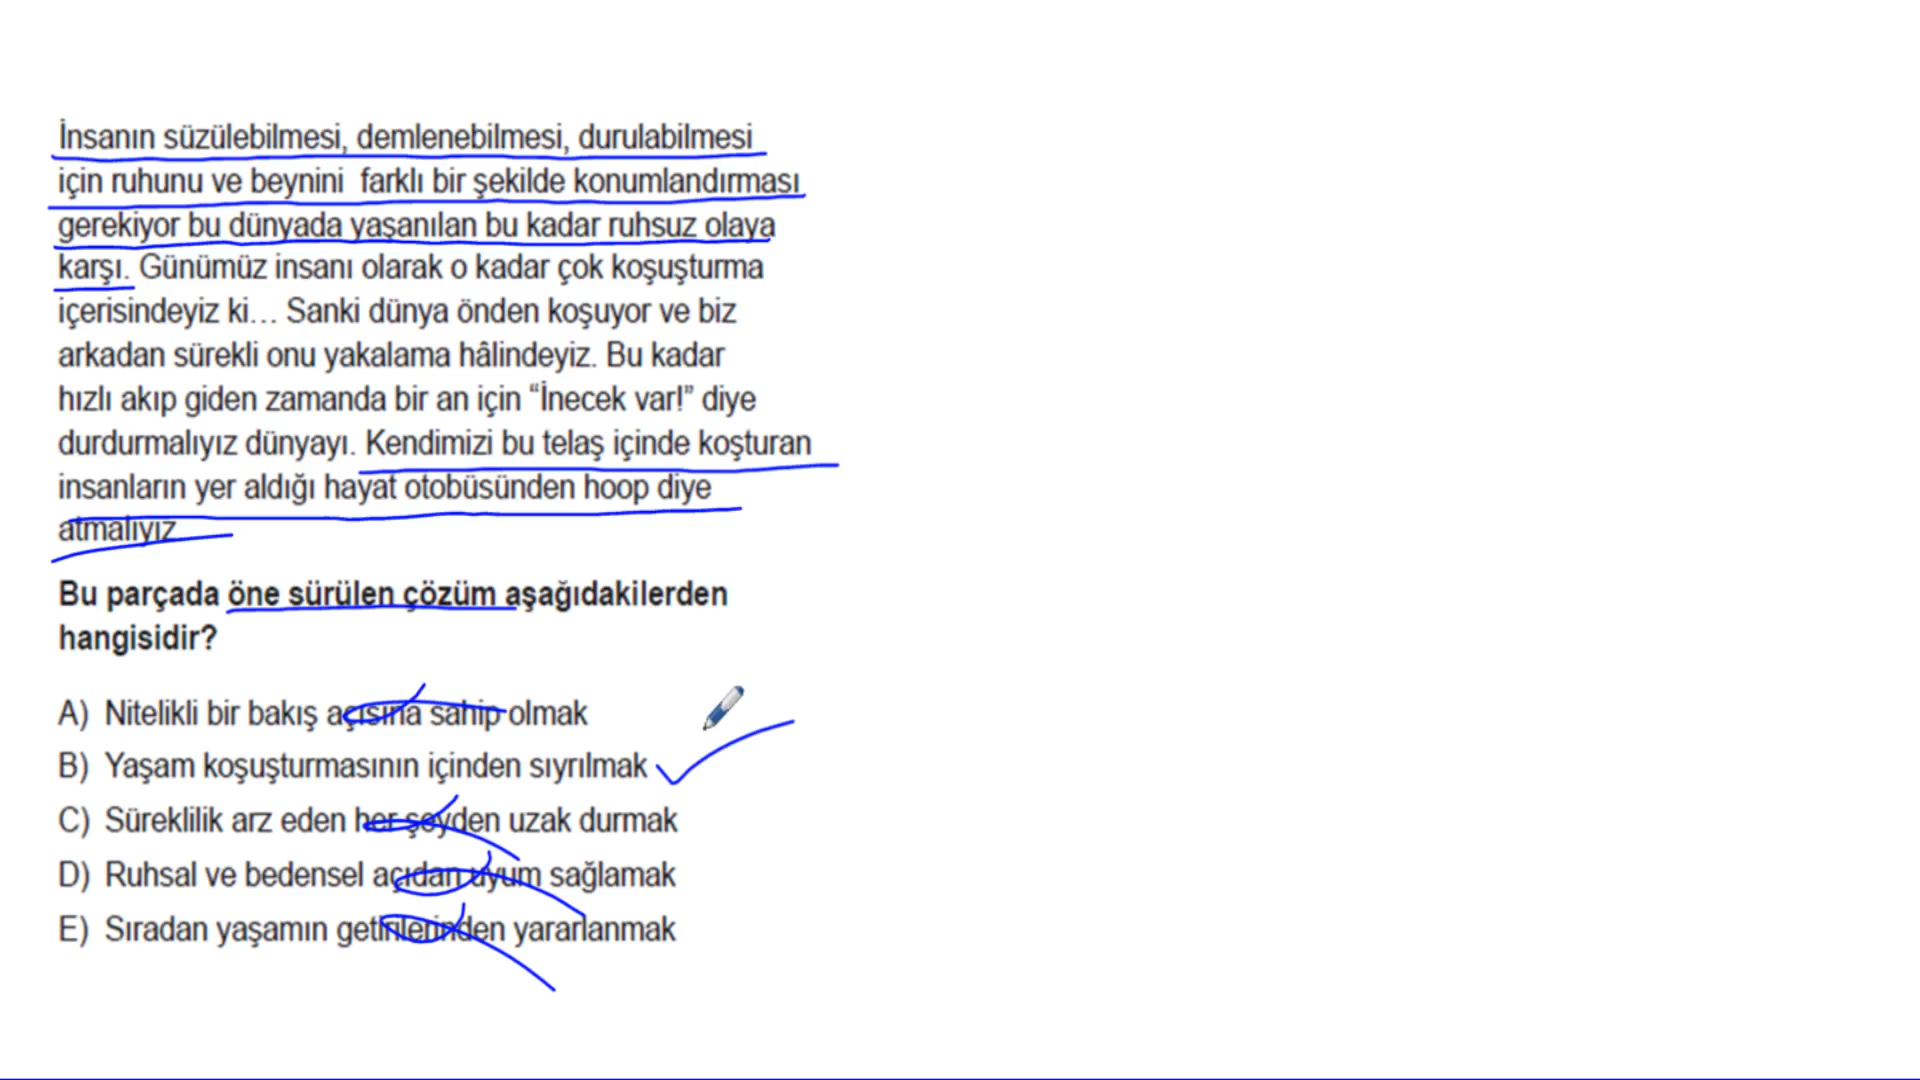 İnsanın süzülebilmesi, demlenebilmesi, durulabilmesi
için ruhunu ve beynini farklı bir şekilde konumlandırması
gerekiyor bu dünyada yaşanılan bu kadar ruhsuz olaya
karşı. Günümüz insanı olarak o kadar çok koşuşturma
içerisindeyiz ki… Sanki dünya önden koşuyor ve biz
arkadan sürekli onu yakalama hâlindeyiz. Bu kadar
hızlı akıp giden zamanda bir an için “İnecek var!” diye
durdurmalıyız dünyayı. Kendimizi bu telaş içinde koşturan
insanların yer aldığı hayat otobüsünden hoop diye
atmalıyız.
Bu parçada öne sürülen çözüm aşağıdakilerden
hangisidir?
A) Nitelikli bir bakış açısına sahip olmak
B) Yaşam koşuşturmasının içinden sıyrılmak
C) Süreklilik arz eden her şeyden uzak durmak
D) Ruhsal ve bedensel açıdan uyum sağlamak
E) Sıradan yaşamın getirilerinden yararlanmak